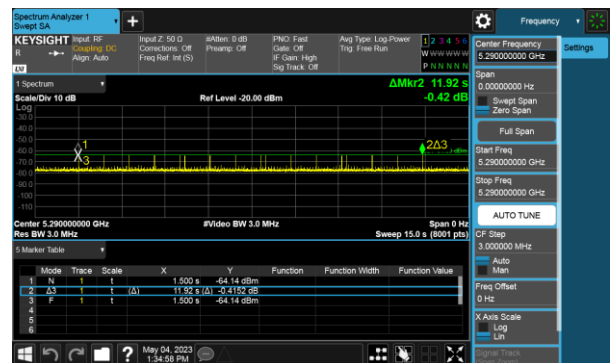 Spectrum Analyzer 1
Swept SA
Frequency
KEYSIGHT
Input: RF
Input Z: 50 Ω
#Atten: 0 dB
PNO: Fast
Avg Type: Log-Power
1 2 3 4 5 6
R
Coupling: DC
Corrections: Off
Preamp: Off
Gate: Off
Trig: Free Run
W W W W W W
Align: Auto
Freq Ref: Int (S)
IF Gain: High
P N N N N N
Sig Track: Off
LXI
Center Frequency
5.290000000 GHz
Settings
1 Spectrum
ΔMkr2 11.92 s
Scale/Div 10 dB
Ref Level -20.00 dBm
-0.42 dB
Log
-30.0
-40.0
-50.0
-60.0
-70.0
-80.0
-90.0
-100
-110
1
3
2Δ3
dBm
Center 5.290000000 GHz
#Video BW 3.0 MHz
Span 0 Hz
Res BW 3.0 MHz
Sweep 15.0 s (8001 pts)
Span
0.00000000 Hz
Swept Span
Zero Span
Full Span
Start Freq
5.290000000 GHz
Stop Freq
5.290000000 GHz
AUTO TUNE
CF Step
3.000000 MHz
Auto
Man
Freq Offset
0 Hz
X Axis Scale
Log
Lin
Signal Track
5 Marker Table
Mode Trace Scale X Y Function Function Width Function Value
1 N 1 t 1.500 s -64.14 dBm
2 Δ3 1 t (Δ) 11.92 s (Δ) -0.4152 dB
3 F 1 t 1.500 s -64.14 dBm
4
5
6
?
May 04, 2023
1:34:58 PM